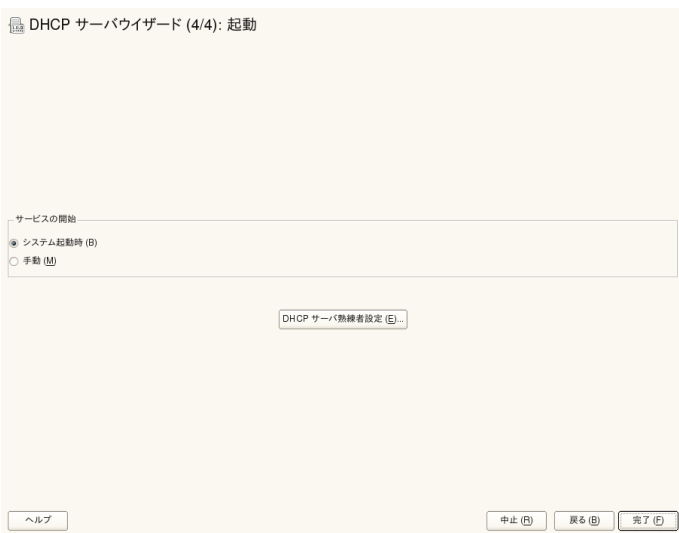 DHCP サーバウイザード (4/4): 起動
サービスの開始
システム起動時 (B)
手動 (M)
DHCP サーバ熟練者設定 (E)...
ヘルプ
中止 (R)
戻る (B)
完了 (F)